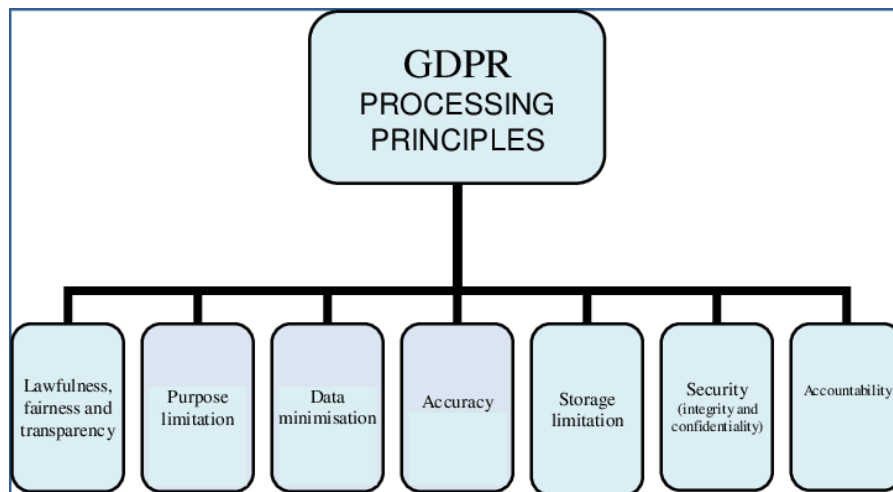 GDPR
PROCESSING
PRINCIPLES
Lawfulness,
fairness and
transparency
Purpose
limitation
Data
minimisation
Accuracy
Storage
limitation
Security
(integrity and
confidentiality)
Accountability